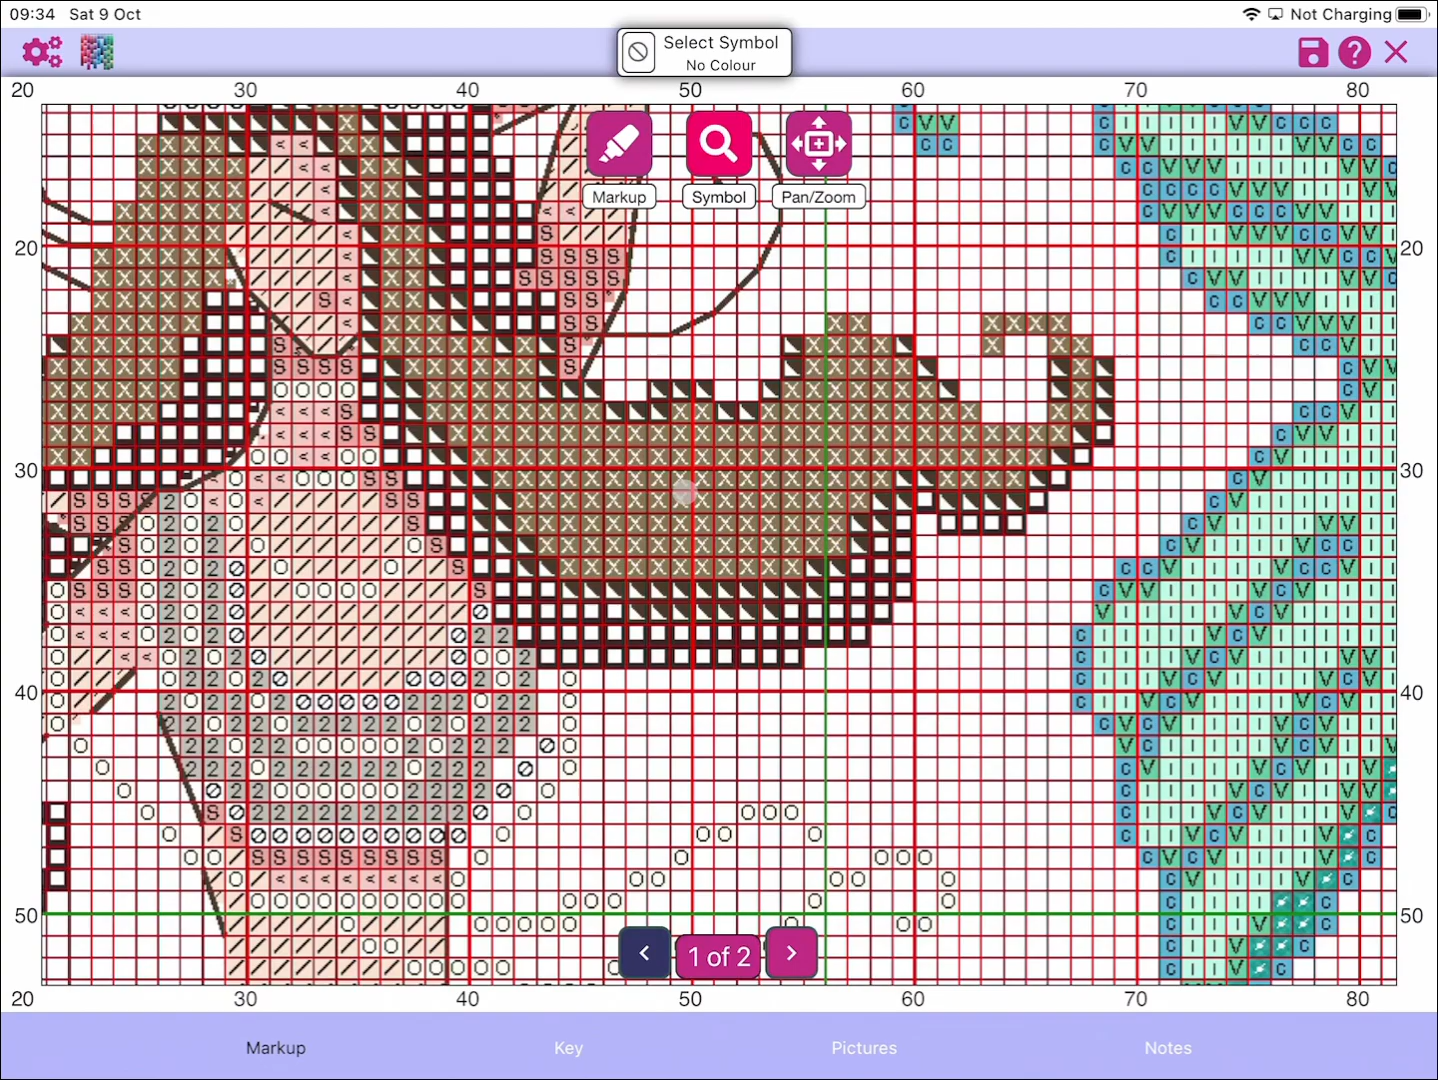 09:34 Sat 9 Oct
Not Charging
Select Symbol
No Colour
20 30 40 50 60 70 80
Markup
Symbol
Pan/Zoom
20 20
30 30
40 40
50 50
1 of 2
20 30 40 50 60 70 80
Markup
Key
Pictures
Notes